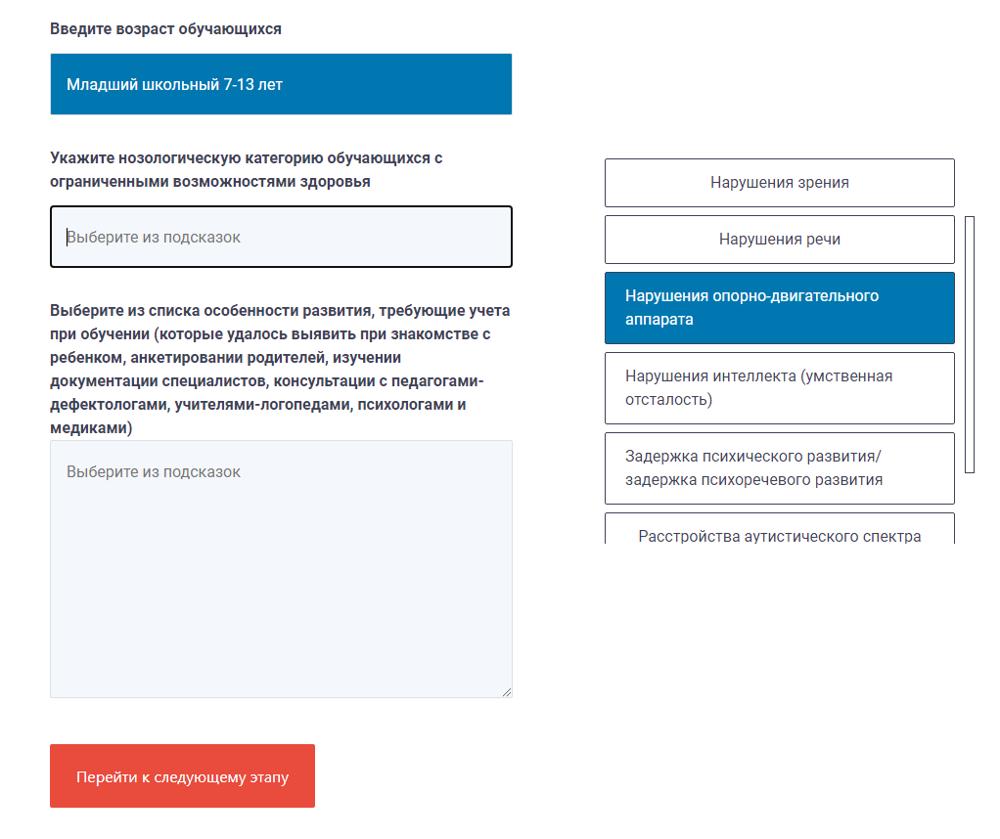 Введите возраст обучающихся
Младший школьный 7-13 лет
Укажите нозологическую категорию обучающихся с
ограниченными возможностями здоровья
Выберите из подсказок
Выберите из списка особенности развития, требующие учета
при обучении (которые удалось выявить при знакомстве с
ребенком, анкетировании родителей, изучении
документации специалистов, консультации с педагогами-
дефектологами, учителями-логопедами, психологами и
медиками)
Выберите из подсказок
Перейти к следующему этапу
Нарушения зрения
Нарушения речи
Нарушения опорно-двигательного
аппарата
Нарушения интеллекта (умственная
отсталость)
Задержка психического развития/
задержка психоречевого развития
Расстройства аутистического спектра